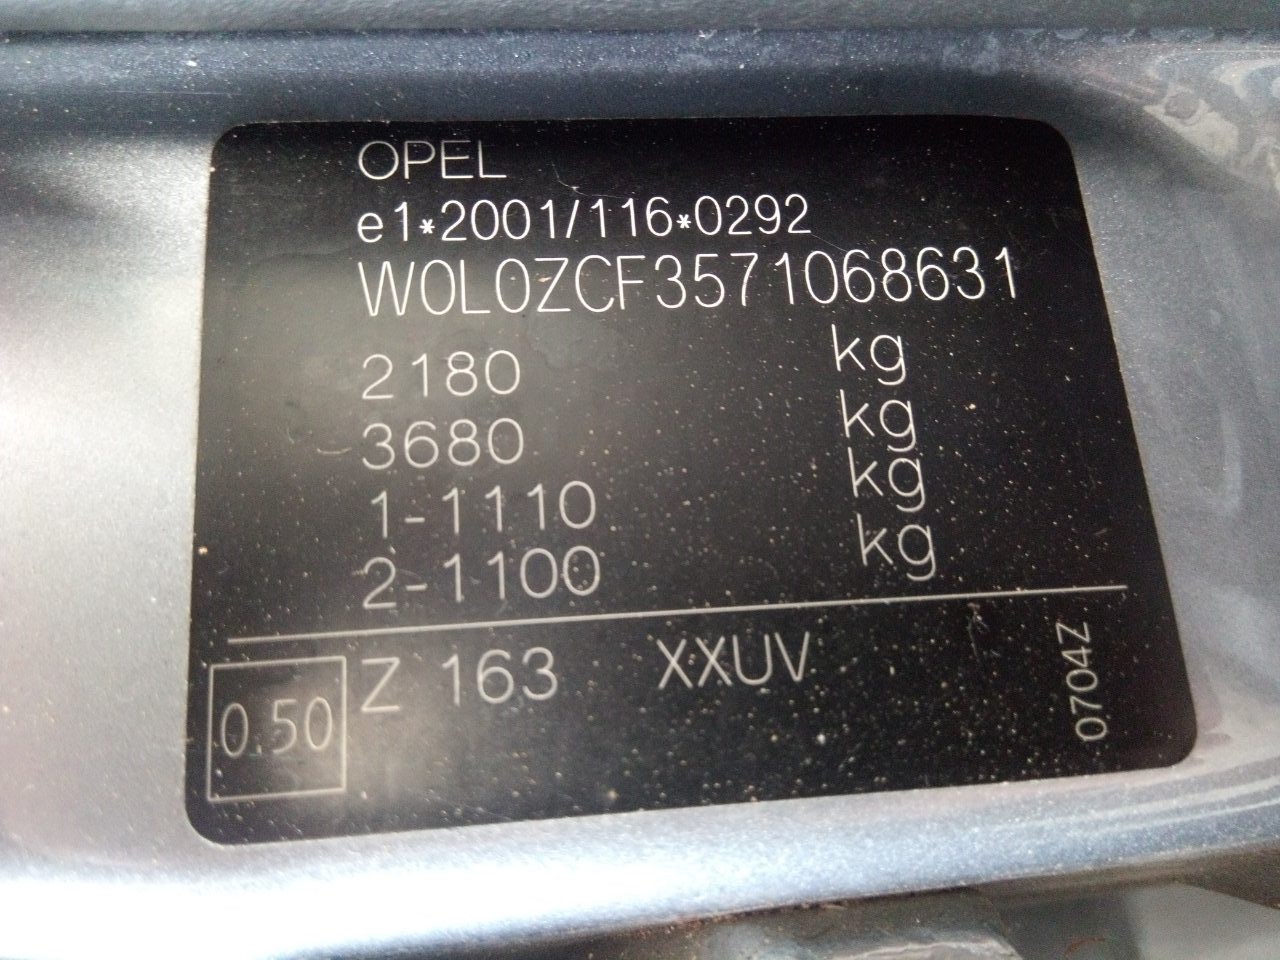 OPEL
e1*2001/116*0292
W0L0ZCF3571068631
2180 kg
3680 kg
1-1110 kg
2-1100 kg
0.50 Z 163 XXUV
0704Z